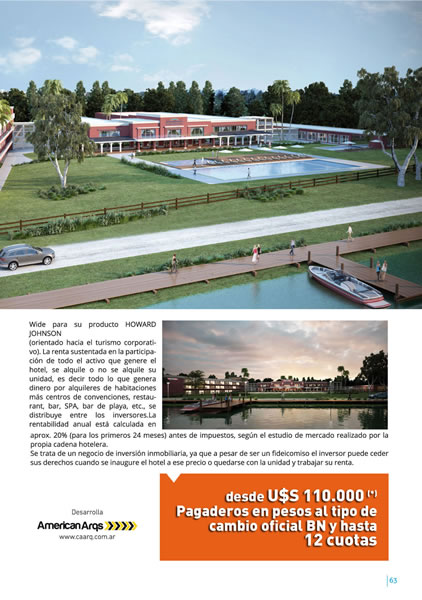 Wide para su producto HOWARD
JOHNSON
(orientado hacia el turismo corporati-
vo). La renta sustentada en la participa-
ción de todo el activo que genere el
hotel, se alquile o no se alquile su
unidad, es decir todo lo que genera
dinero por alquileres de habitaciones
más centros de convenciones, restau-
rant, bar, SPA, bar de playa, etc., se
distribuye entre los inversores.La
rentabilidad anual está calculada en
aprox. 20% (para los primeros 24 meses) antes de impuestos, según el estudio de mercado realizado por la
propia cadena hotelera.
Se trata de un negocio de inversión inmobiliaria, ya que a pesar de ser un fideicomiso el inversor puede ceder
sus derechos cuando se inaugure el hotel a ese precio o quedarse con la unidad y trabajar su renta.
Desarrolla
AmericanArqs
www.caarq.com.ar
desde U$S 110.000 (*)
Pagaderos en pesos al tipo de
cambio oficial BN y hasta
12 cuotas
63